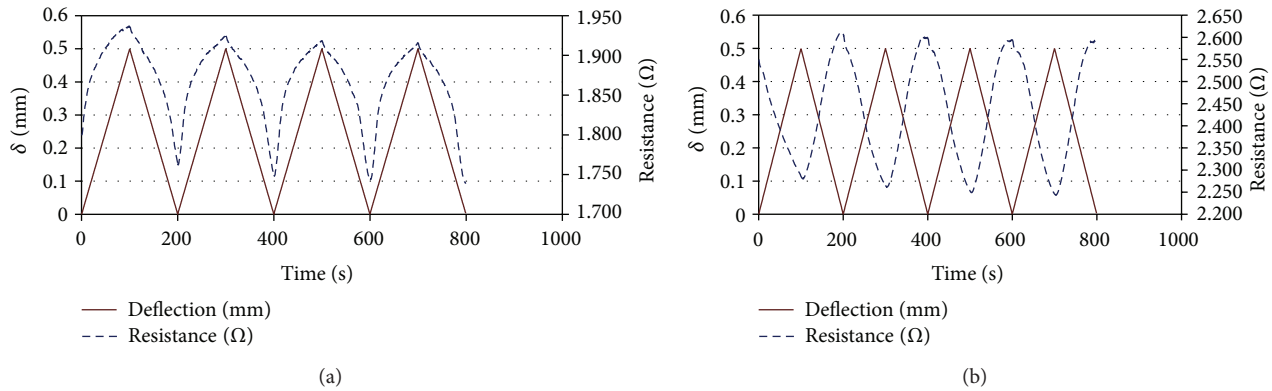 0.6
0.5
0.4
0.3
0.2
0.1
0
δ (mm)
1.950
1.900
1.850
1.800
1.750
1.700
Resistance (Ω)
0 200 400 600 800 1000
Time (s)
Deflection (mm)
Resistance (Ω)
(a)
0.6
0.5
0.4
0.3
0.2
0.1
0
δ (mm)
2.650
2.600
2.550
2.500
2.450
2.400
2.350
2.300
2.250
2.200
Resistance (Ω)
0 200 400 600 800 1000
Time (s)
Deflection (mm)
Resistance (Ω)
(b)